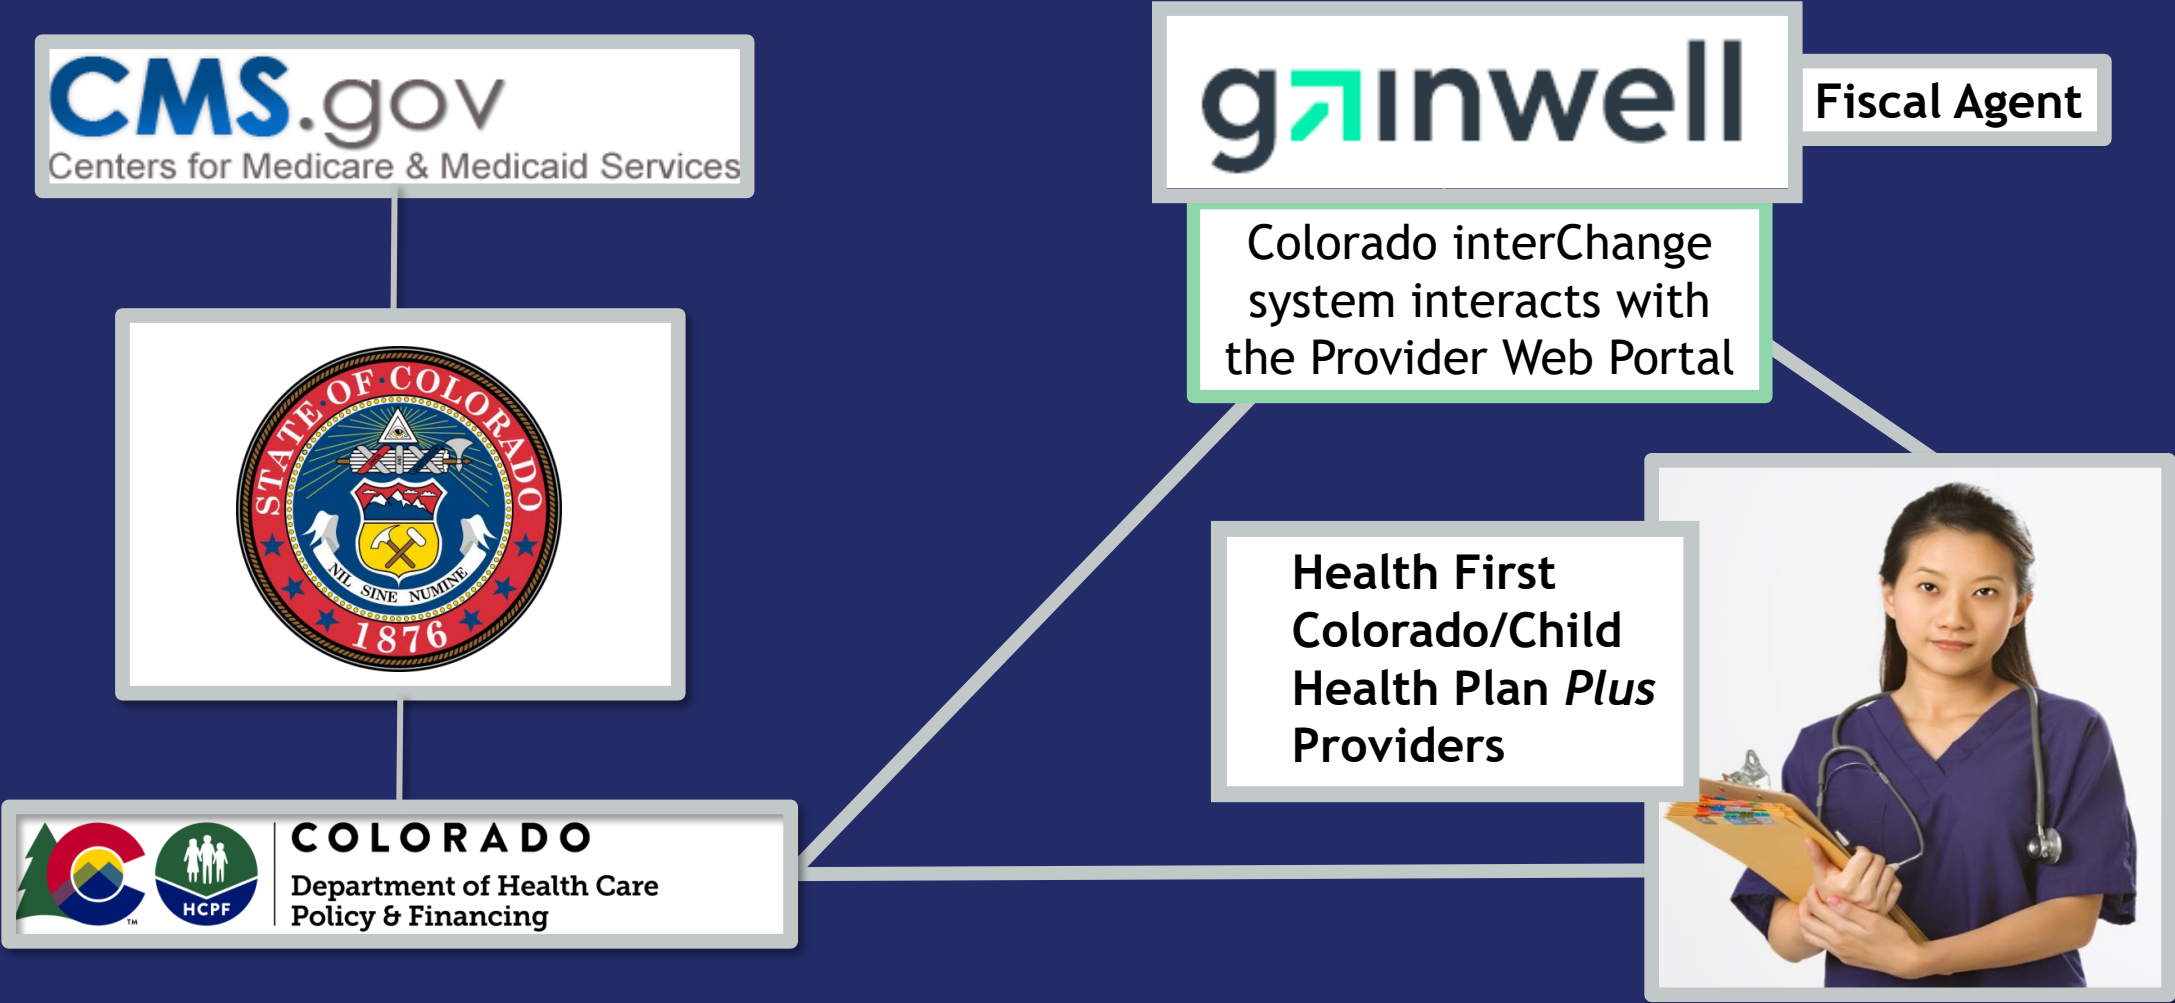 CMS.gov
Centers for Medicare & Medicaid Services
STATE OF COLORADO
NIL SINE NUMINE
1876
COLORADO
Department of Health Care
Policy & Financing
HCPF
TM
gainwell
Fiscal Agent
Colorado interChange
system interacts with
the Provider Web Portal
Health First
Colorado/Child
Health Plan Plus
Providers